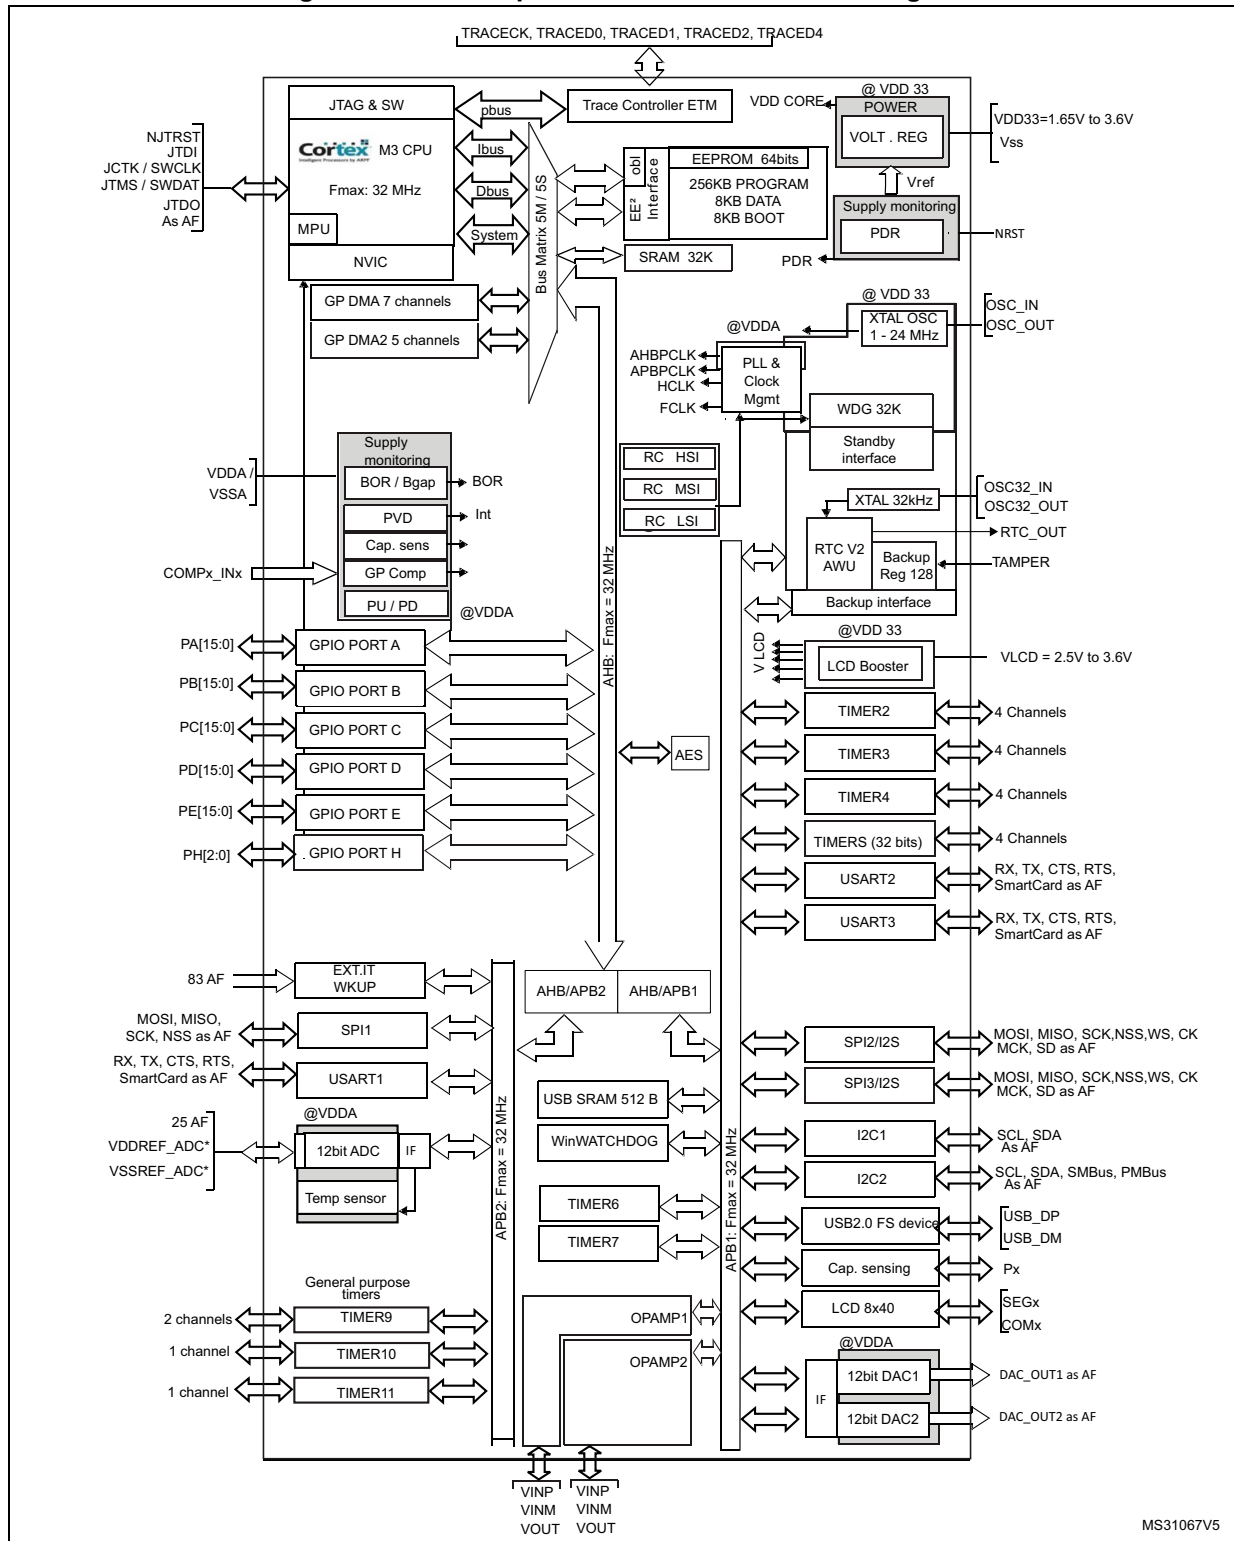 TRACECK, TRACED0, TRACED1, TRACED2, TRACED4
JTAG & SW
pbus
Trace Controller ETM
VDD CORE
@ VDD 33
POWER
VOLT . REG
VDD33=1.65V to 3.6V
Vss
NJTRST
JTDI
JCTK / SWCLK
JTMS / SWDAT
JTDO
As AF
Cortex
M3 CPU
Fmax: 32 MHz
MPU
NVIC
Ibus
Dbus
System
Bus Matrix 5M / 5S
obl
EE² Interface
EEPROM 64bits
256KB PROGRAM
8KB DATA
8KB BOOT
SRAM 32K
Vref
Supply monitoring
PDR
NRST
PDR
GP DMA 7 channels
GP DMA2 5 channels
@ VDD 33
XTAL OSC
1 - 24 MHz
OSC_IN
OSC_OUT
@VDDA
AHBPCLK
APBPCLK
HCLK
FCLK
PLL &
Clock
Mgmt
WDG 32K
Standby
interface
RC HSI
RC MSI
RC LSI
XTAL 32kHz
OSC32_IN
OSC32_OUT
RTC V2
AWU
RTC_OUT
Backup
Reg 128
TAMPER
Backup interface
Supply
monitoring
VDDA /
VSSA
BOR / Bgap
BOR
PVD
Int
Cap. sens
COMPx_INx
GP Comp
PU / PD
@VDDA
AHB: Fmax = 32 MHz
PA[15:0]
GPIO PORT A
PB[15:0]
GPIO PORT B
PC[15:0]
GPIO PORT C
PD[15:0]
GPIO PORT D
PE[15:0]
GPIO PORT E
PH[2:0]
GPIO PORT H
AES
@VDD 33
V LCD
LCD Booster
VLCD = 2.5V to 3.6V
TIMER2
4 Channels
TIMER3
4 Channels
TIMER4
4 Channels
TIMERS (32 bits)
4 Channels
USART2
RX, TX, CTS, RTS,
SmartCard as AF
USART3
RX, TX, CTS, RTS,
SmartCard as AF
83 AF
EXT.IT
WKUP
AHB/APB2
AHB/APB1
MOSI, MISO,
SCK, NSS as AF
SPI1
RX, TX, CTS, RTS,
SmartCard as AF
USART1
SPI2/I2S
MOSI, MISO, SCK,NSS,WS, CK
MCK, SD as AF
SPI3/I2S
MOSI, MISO, SCK,NSS,WS, CK
MCK, SD as AF
USB SRAM 512 B
WinWATCHDOG
APB2: Fmax = 32 MHz
APB1: Fmax = 32 MHz
@VDDA
25 AF
VDDREF_ADC*
VSSREF_ADC*
12bit ADC
IF
Temp sensor
I2C1
SCL, SDA
As AF
I2C2
SCL, SDA, SMBus, PMBus
As AF
TIMER6
TIMER7
USB2.0 FS device
USB_DP
USB_DM
Cap. sensing
Px
General purpose
timers
2 channels
TIMER9
1 channel
TIMER10
1 channel
TIMER11
OPAMP1
OPAMP2
LCD 8x40
SEGx
COMx
@VDDA
IF
12bit DAC1
DAC_OUT1 as AF
12bit DAC2
DAC_OUT2 as AF
VINP
VINM
VOUT
VINP
VINM
VOUT
MS31067V5